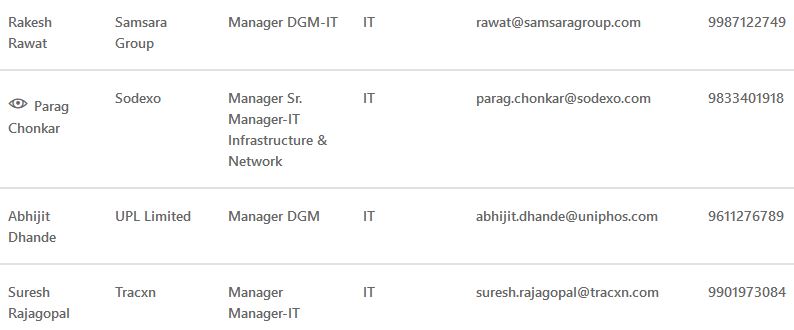 Rakesh Samsara Manager DGM-IT IT rawat@samsaragroup.com 9987122749
Rawat Group
Parag Sodexo Manager Sr. IT parag.chonkar@sodexo.com 9833401918
Chonkar Manager-IT
Infrastructure &
Network
Abhijit UPL Limited Manager DGM IT abhijit.dhande@uniphos.com 9611276789
Dhande
Suresh Tracxn Manager IT suresh.rajagopal@tracxn.com 9901973084
Rajagopal Manager-IT